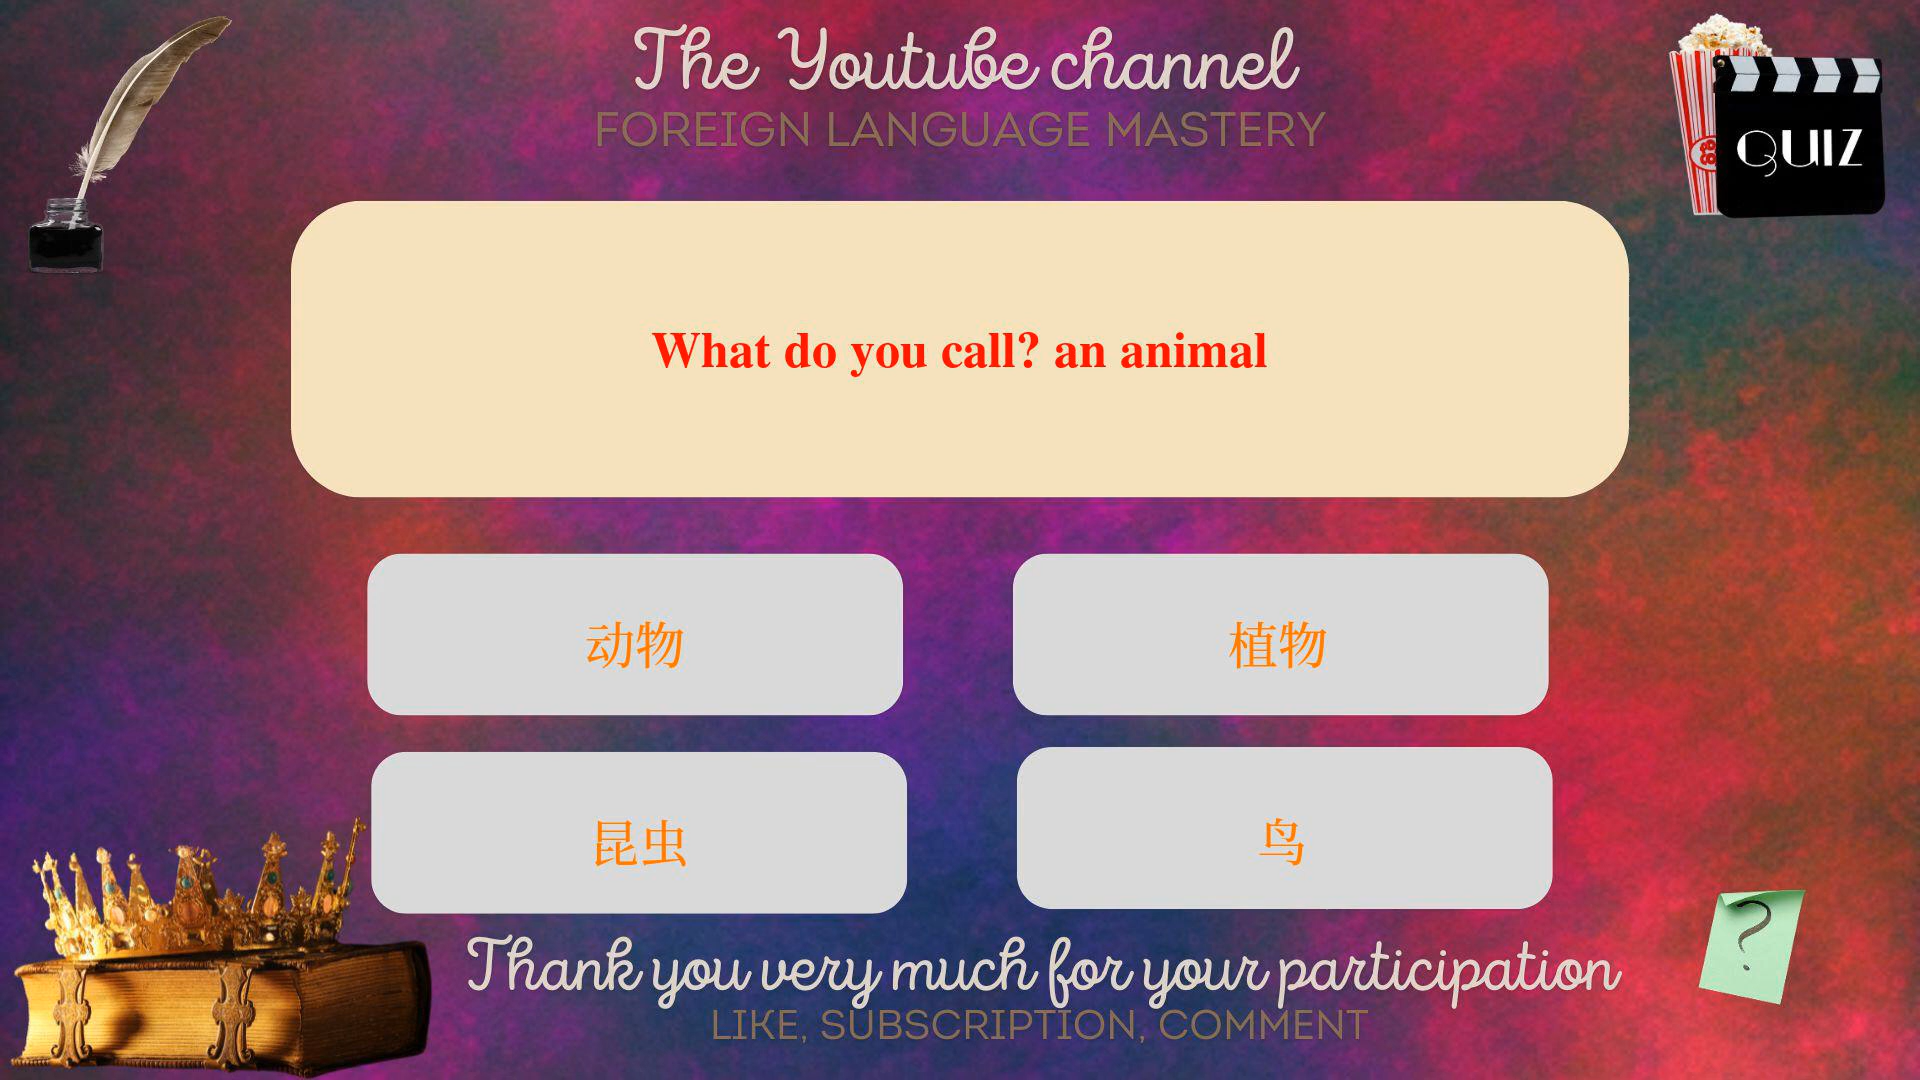 The Youtube channel
FOREIGN LANGUAGE MASTERY
QUIZ
88
What do you call? an animal
动物
植物
昆虫
鸟
?
Thank you very much for your participation
LIKE, SUBSCRIPTION, COMMENT